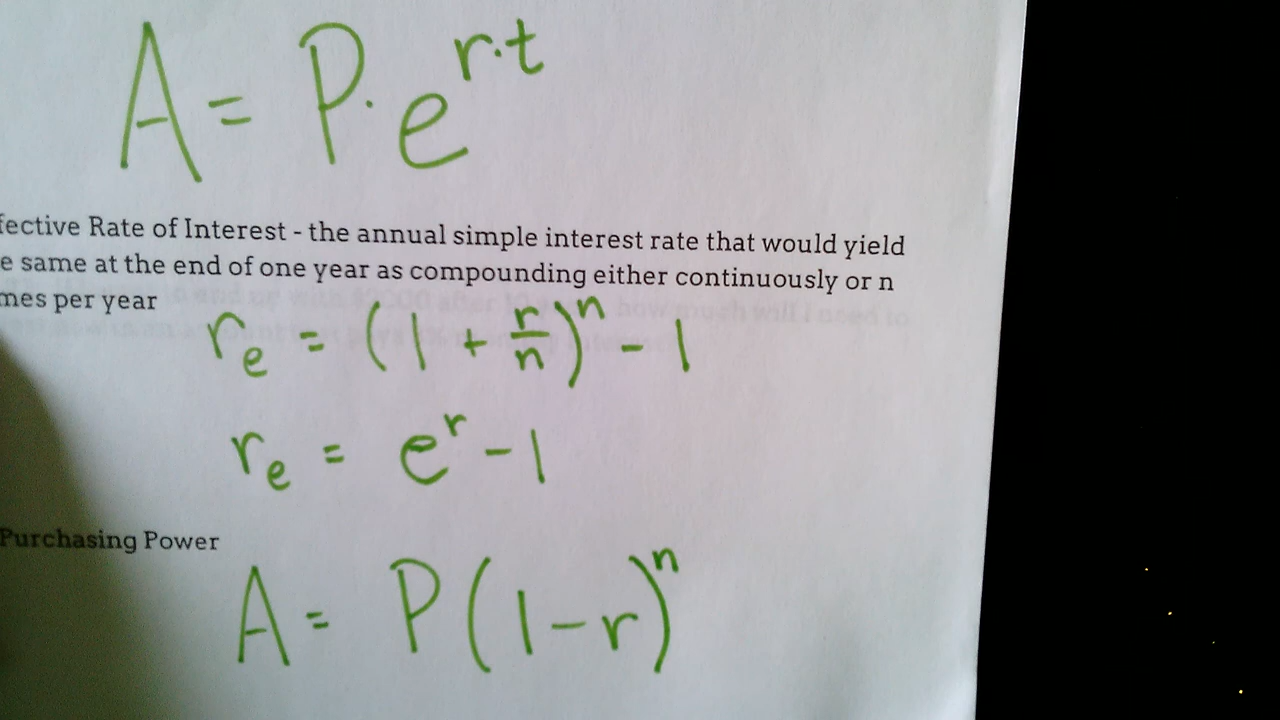 A = P · e^{r·t}
fective Rate of Interest - the annual simple interest rate that would yield
e same at the end of one year as compounding either continuously or n
mes per year
r_e = (1 + r/n)^n - 1
r_e = e^r - 1
Purchasing Power
A = P(1-r)^n